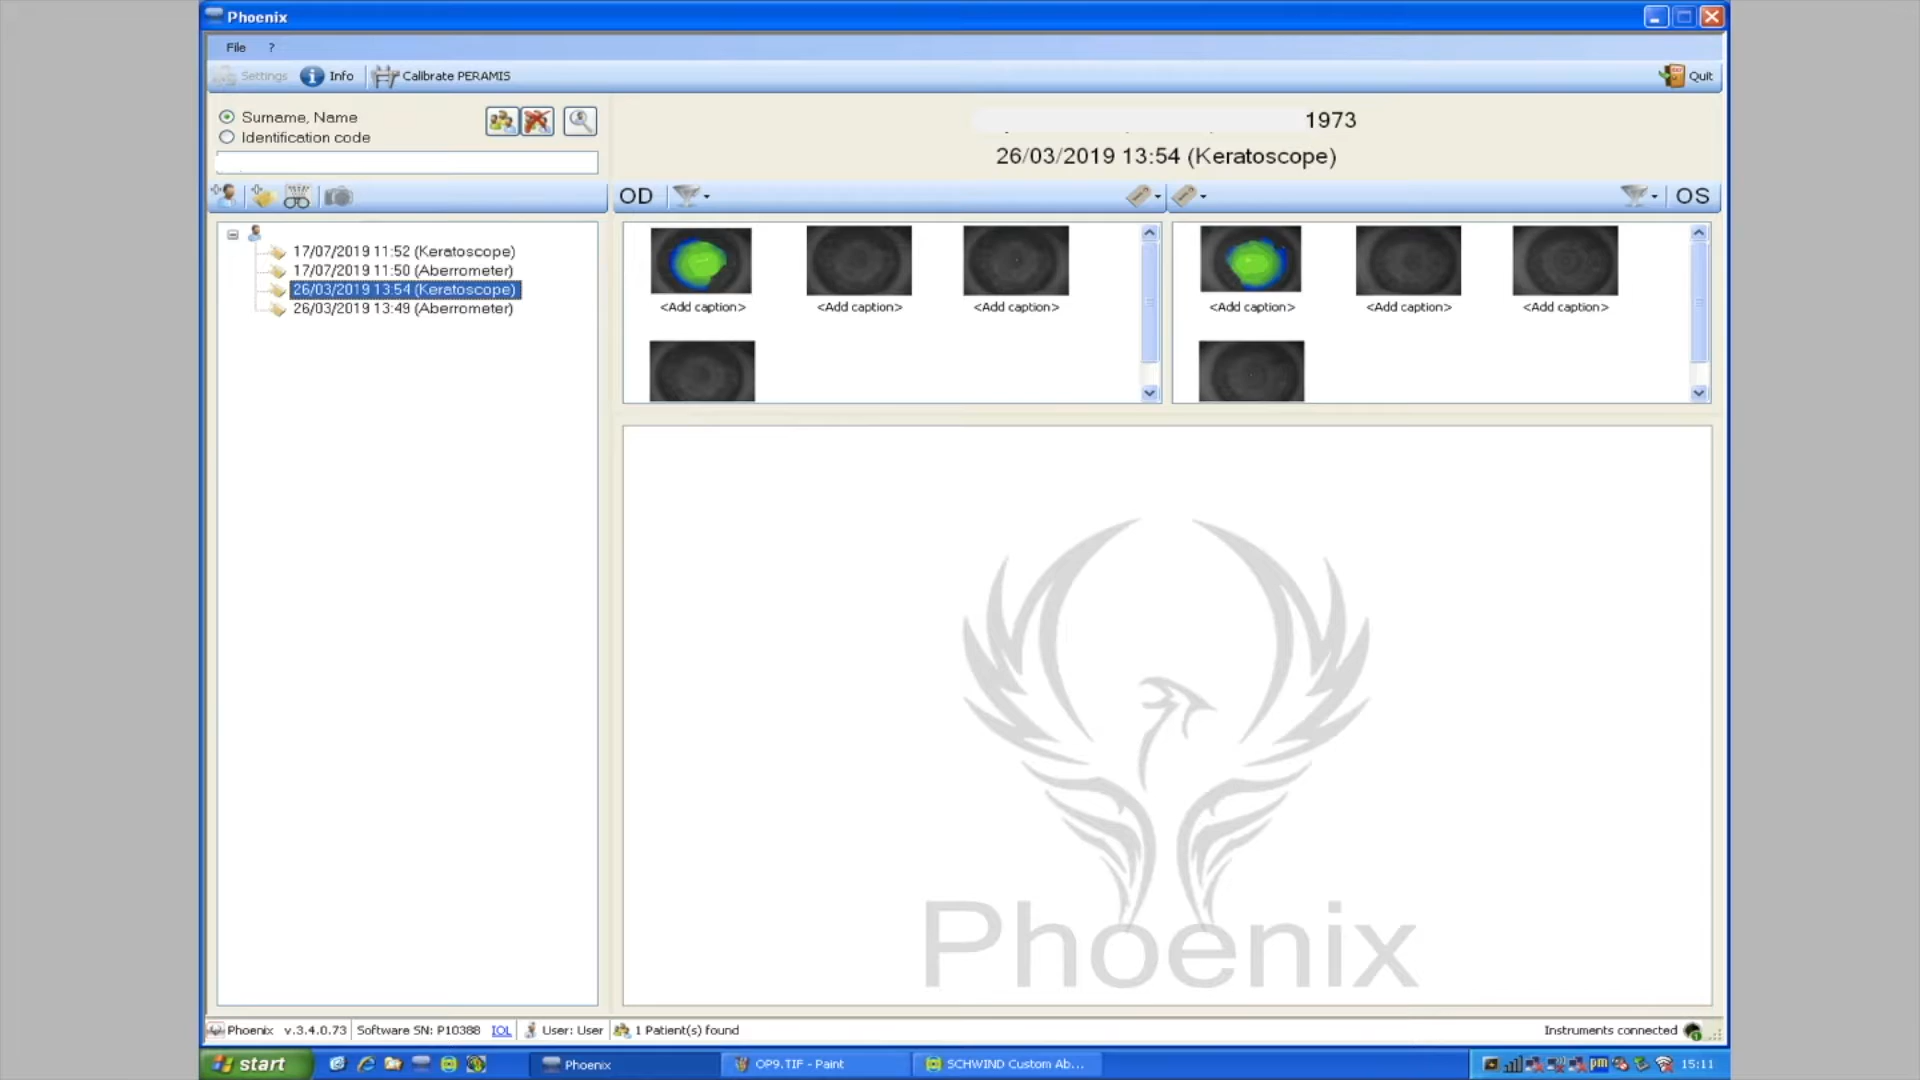 Phoenix
File ?
Settings Info Calibrate PERAMIS Quit
Surname, Name
Identification code
1973
26/03/2019 13:54 (Keratoscope)
OD OS
17/07/2019 11:52 (Keratoscope)
17/07/2019 11:50 (Aberrometer)
26/03/2019 13:54 (Keratoscope)
26/03/2019 13:49 (Aberrometer)
<Add caption> <Add caption> <Add caption> <Add caption> <Add caption> <Add caption>
Phoenix
Phoenix v.3.4.0.73 Software SN: P10388 IOL User: User 1 Patient(s) found Instruments connected
start Phoenix OP9.TIF - Paint SCHWIND Custom Ab... pm 15:11